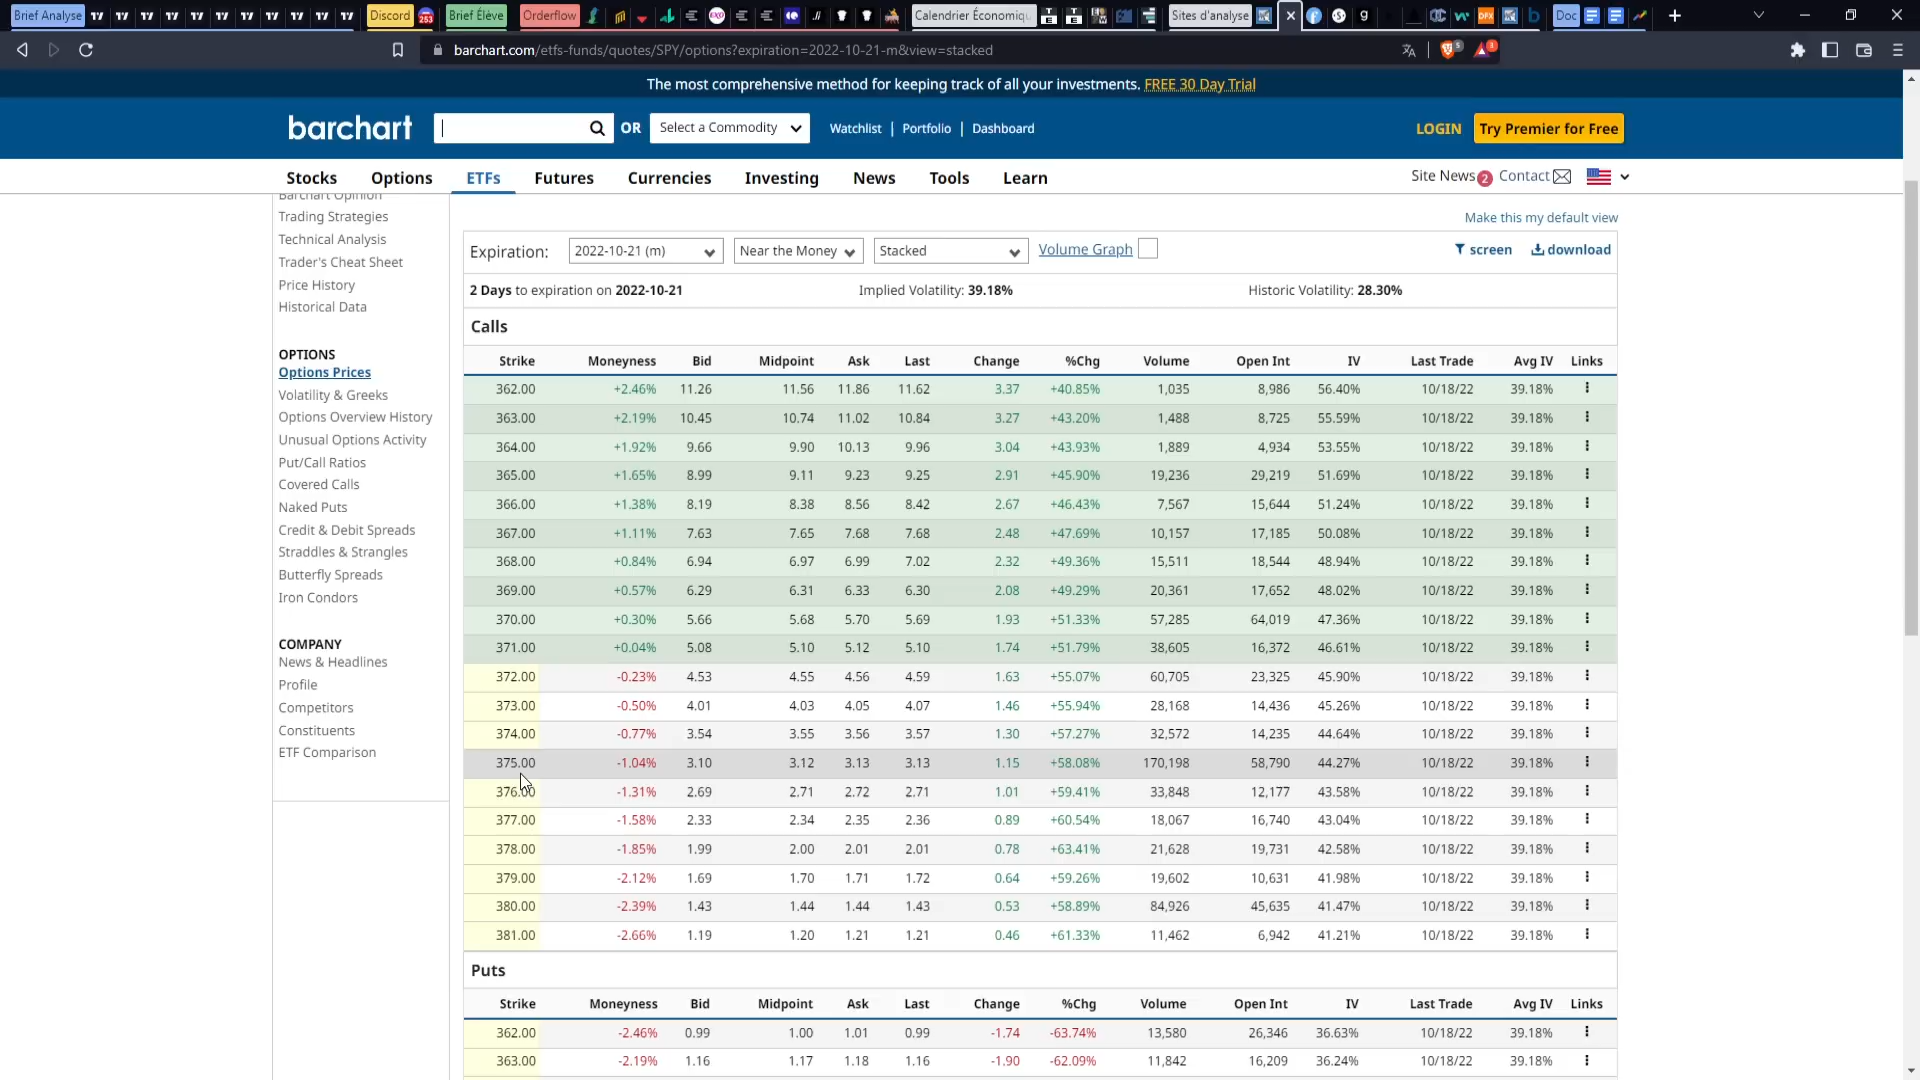 Brief Analyse
Discord
253
Brief Élève
Orderflow
Calendrier Économiqu
Sites d'analyse
Doc
barchart.com/etfs-funds/quotes/SPY/options?expiration=2022-10-21-m&view=stacked
The most comprehensive method for keeping track of all your investments. FREE 30 Day Trial
barchart OR Select a Commodity Watchlist | Portfolio | Dashboard LOGIN Try Premier for Free
Stocks Options ETFs Futures Currencies Investing News Tools Learn Site News 2 Contact
Barchart Opinion
Trading Strategies
Technical Analysis
Trader's Cheat Sheet
Price History
Historical Data
OPTIONS
Options Prices
Volatility & Greeks
Options Overview History
Unusual Options Activity
Put/Call Ratios
Covered Calls
Naked Puts
Credit & Debit Spreads
Straddles & Strangles
Butterfly Spreads
Iron Condors
COMPANY
News & Headlines
Profile
Competitors
Constituents
ETF Comparison
Make this my default view
Expiration: 2022-10-21 (m) Near the Money Stacked Volume Graph screen download
2 Days to expiration on 2022-10-21 Implied Volatility: 39.18% Historic Volatility: 28.30%
Calls
Strike Moneyness Bid Midpoint Ask Last Change %Chg Volume Open Int IV Last Trade Avg IV Links
362.00 +2.46% 11.26 11.56 11.86 11.62 3.37 +40.85% 1,035 8,986 56.40% 10/18/22 39.18%
363.00 +2.19% 10.45 10.74 11.02 10.84 3.27 +43.20% 1,488 8,725 55.59% 10/18/22 39.18%
364.00 +1.92% 9.66 9.90 10.13 9.96 3.04 +43.93% 1,889 4,934 53.55% 10/18/22 39.18%
365.00 +1.65% 8.99 9.11 9.23 9.25 2.91 +45.90% 19,236 29,219 51.69% 10/18/22 39.18%
366.00 +1.38% 8.19 8.38 8.56 8.42 2.67 +46.43% 7,567 15,644 51.24% 10/18/22 39.18%
367.00 +1.11% 7.63 7.65 7.68 7.68 2.48 +47.69% 10,157 17,185 50.08% 10/18/22 39.18%
368.00 +0.84% 6.94 6.97 6.99 7.02 2.32 +49.36% 15,511 18,544 48.94% 10/18/22 39.18%
369.00 +0.57% 6.29 6.31 6.33 6.30 2.08 +49.29% 20,361 17,652 48.02% 10/18/22 39.18%
370.00 +0.30% 5.66 5.68 5.70 5.69 1.93 +51.33% 57,285 64,019 47.36% 10/18/22 39.18%
371.00 +0.04% 5.08 5.10 5.12 5.10 1.74 +51.79% 38,605 16,372 46.61% 10/18/22 39.18%
372.00 -0.23% 4.53 4.55 4.56 4.59 1.63 +55.07% 60,705 23,325 45.90% 10/18/22 39.18%
373.00 -0.50% 4.01 4.03 4.05 4.07 1.46 +55.94% 28,168 14,436 45.26% 10/18/22 39.18%
374.00 -0.77% 3.54 3.55 3.56 3.57 1.30 +57.27% 32,572 14,235 44.64% 10/18/22 39.18%
375.00 -1.04% 3.10 3.12 3.13 3.13 1.15 +58.08% 170,198 58,790 44.27% 10/18/22 39.18%
376.00 -1.31% 2.69 2.71 2.72 2.71 1.01 +59.41% 33,848 12,177 43.58% 10/18/22 39.18%
377.00 -1.58% 2.33 2.34 2.35 2.36 0.89 +60.54% 18,067 16,740 43.04% 10/18/22 39.18%
378.00 -1.85% 1.99 2.00 2.01 2.01 0.78 +63.41% 21,628 19,731 42.58% 10/18/22 39.18%
379.00 -2.12% 1.69 1.70 1.71 1.72 0.64 +59.26% 19,602 10,631 41.98% 10/18/22 39.18%
380.00 -2.39% 1.43 1.44 1.44 1.43 0.53 +58.89% 84,926 45,635 41.47% 10/18/22 39.18%
381.00 -2.66% 1.19 1.20 1.21 1.21 0.46 +61.33% 11,462 6,942 41.21% 10/18/22 39.18%
Puts
Strike Moneyness Bid Midpoint Ask Last Change %Chg Volume Open Int IV Last Trade Avg IV Links
362.00 -2.46% 0.99 1.00 1.01 0.99 -1.74 -63.74% 13,580 26,346 36.63% 10/18/22 39.18%
363.00 -2.19% 1.16 1.17 1.18 1.16 -1.90 -62.09% 11,842 16,209 36.24% 10/18/22 39.18%